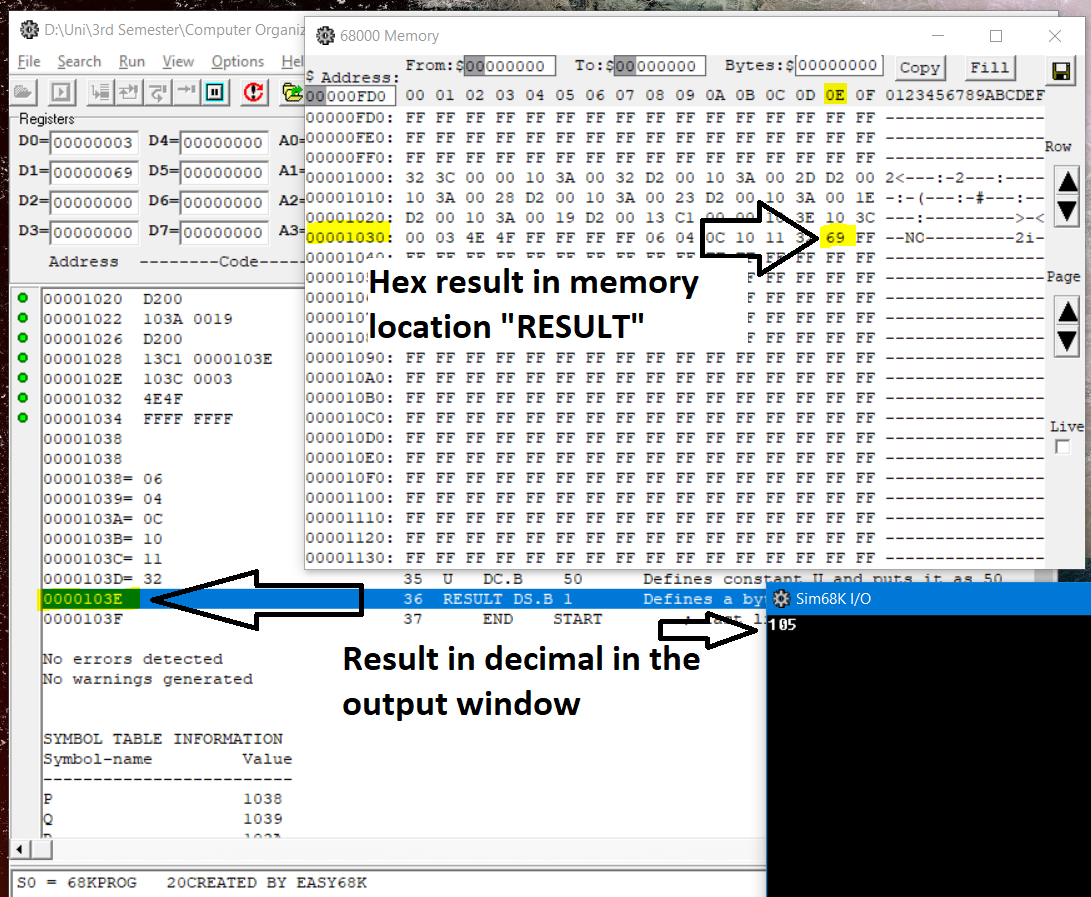 D:\Uni\3rd Semester\Computer Organiz
File Search Run View Options Hel
Registers
D0= 00000003 D4= 00000000 A0=
D1= 00000069 D5= 00000000 A1=
D2= 00000000 D6= 00000000 A2=
D3= 00000000 D7= 00000000 A3=
Address ---------Code----
00001020 D200
00001022 103A 0019
00001026 D200
00001028 13C1 0000103E
0000102E 103C 0003
00001032 4E4F
00001034 FFFF FFFF
00001038
00001038
00001038= 06
00001039= 04
0000103A= 0C
0000103B= 10
0000103C= 11
0000103D= 32 35 U DC.B 50 Defines constant U and puts it as 50
0000103E 36 RESULT DS.B 1 Defines a by
0000103F 37 END START ; last li
No errors detected
No warnings generated
SYMBOL TABLE INFORMATION
Symbol-name Value
-------------------------
P 1038
Q 1039
S0 = 68KPROG 20CREATED BY EASY68K
68000 Memory
From:$ 00000000 To:$ 00000000 Bytes:$ 00000000 Copy Fill
$ Address:
00000FD0 00 01 02 03 04 05 06 07 08 09 0A 0B 0C 0D 0E 0F 0123456789ABCDEF
00000FD0: FF FF FF FF FF FF FF FF FF FF FF FF FF FF FF FF ----------------
00000FE0: FF FF FF FF FF FF FF FF FF FF FF FF FF FF FF FF ----------------
00000FF0: FF FF FF FF FF FF FF FF FF FF FF FF FF FF FF FF ----------------
00001000: 32 3C 00 00 10 3A 00 32 D2 00 10 3A 00 2D D2 00 2<---:-2---:----
00001010: 10 3A 00 28 D2 00 10 3A 00 23 D2 00 10 3A 00 1E -:-(---:-#---:--
00001020: D2 00 10 3A 00 19 D2 00 13 C1 00 00 10 3E 10 3C ---:--------->-<
00001030: 00 03 4E 4F FF FF FF FF 06 04 0C 10 11 32 69 FF --NO---------2i-
00001090: FF FF FF FF FF FF FF FF FF FF FF FF FF FF FF FF ----------------
000010A0: FF FF FF FF FF FF FF FF FF FF FF FF FF FF FF FF ----------------
000010B0: FF FF FF FF FF FF FF FF FF FF FF FF FF FF FF FF ----------------
000010C0: FF FF FF FF FF FF FF FF FF FF FF FF FF FF FF FF ----------------
000010D0: FF FF FF FF FF FF FF FF FF FF FF FF FF FF FF FF ----------------
000010E0: FF FF FF FF FF FF FF FF FF FF FF FF FF FF FF FF ----------------
000010F0: FF FF FF FF FF FF FF FF FF FF FF FF FF FF FF FF ----------------
00001100: FF FF FF FF FF FF FF FF FF FF FF FF FF FF FF FF ----------------
00001110: FF FF FF FF FF FF FF FF FF FF FF FF FF FF FF FF ----------------
00001120: FF FF FF FF FF FF FF FF FF FF FF FF FF FF FF FF ----------------
00001130: FF FF FF FF FF FF FF FF FF FF FF FF FF FF FF FF ----------------
Row
Page
Live
Hex result in memory
location "RESULT"
Result in decimal in the
output window
Sim68K I/O
105